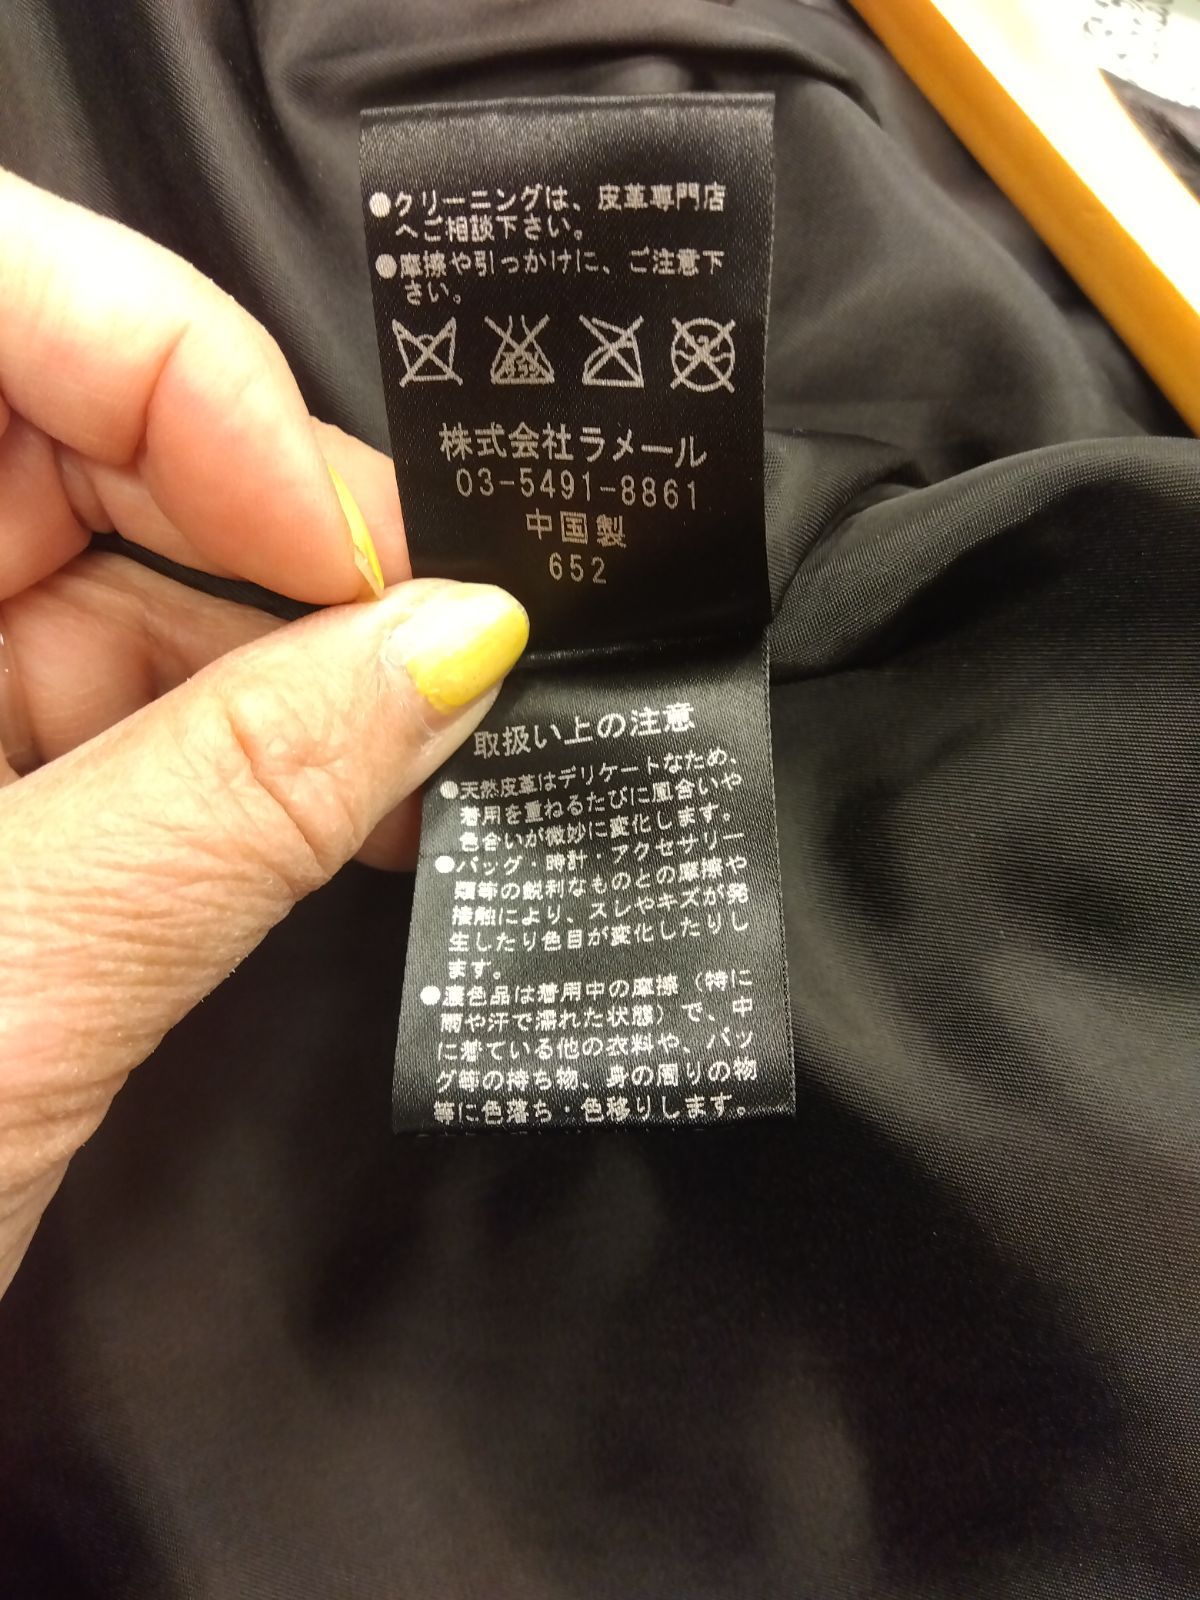 ●クリーニングは、皮革専門店
へご相談下さい。
●摩擦や引っかけに、ご注意下
さい。
株式会社ラメール
03-5491-8861
中国製
652
取扱い上の注意
●天然皮革はデリケートなため、
着用を重ねるたびに風合いや
色合いが微妙に変化します。
●バッグ・時計・アクセサリー
類等の鋭利なものとの摩擦や
接触により、スレやキズが発
生したり色目が変化したりし
ます。
●濃色品は着用中の摩擦（特に
雨や汗で濡れた状態）で、中
に着ている他の衣料や、バッ
グ等の持ち物、身の周りの物
等に色落ち・色移りします。